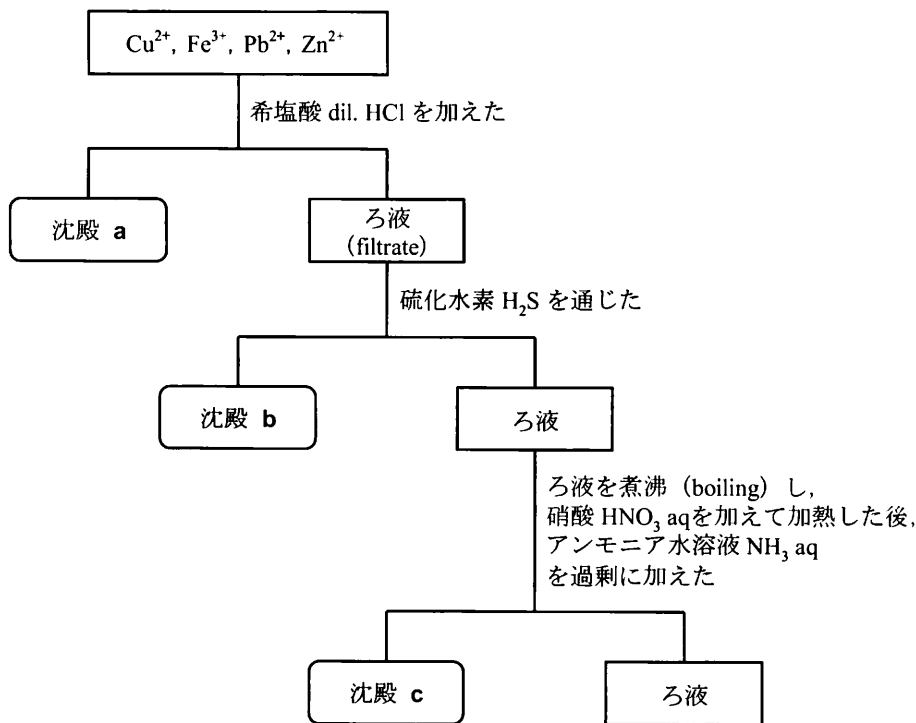 Cu²⁺, Fe³⁺, Pb²⁺, Zn²⁺
希塩酸 dil. HCl を加えた
沈殿 a
ろ液
(filtrate)
硫化水素 H₂S を通じた
沈殿 b
ろ液
ろ液を煮沸（boiling）し，
硝酸 HNO₃ aqを加えて加熱した後，
アンモニア水溶液 NH₃ aq
を過剰に加えた
沈殿 c
ろ液